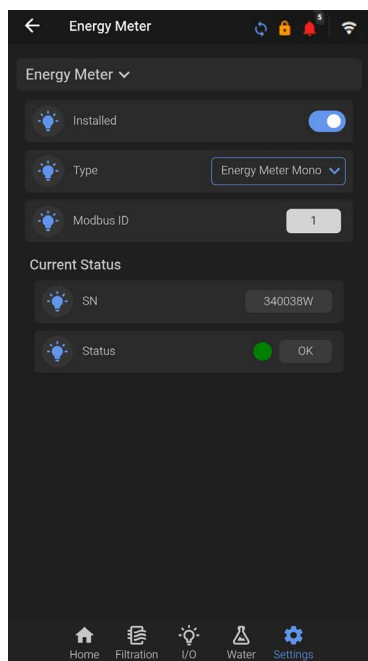 Energy Meter
5
Energy Meter
Installed
Type
Energy Meter Mono
Modbus ID
1
Current Status
SN
340038W
Status
OK
Home
Filtration
I/O
Water
Settings